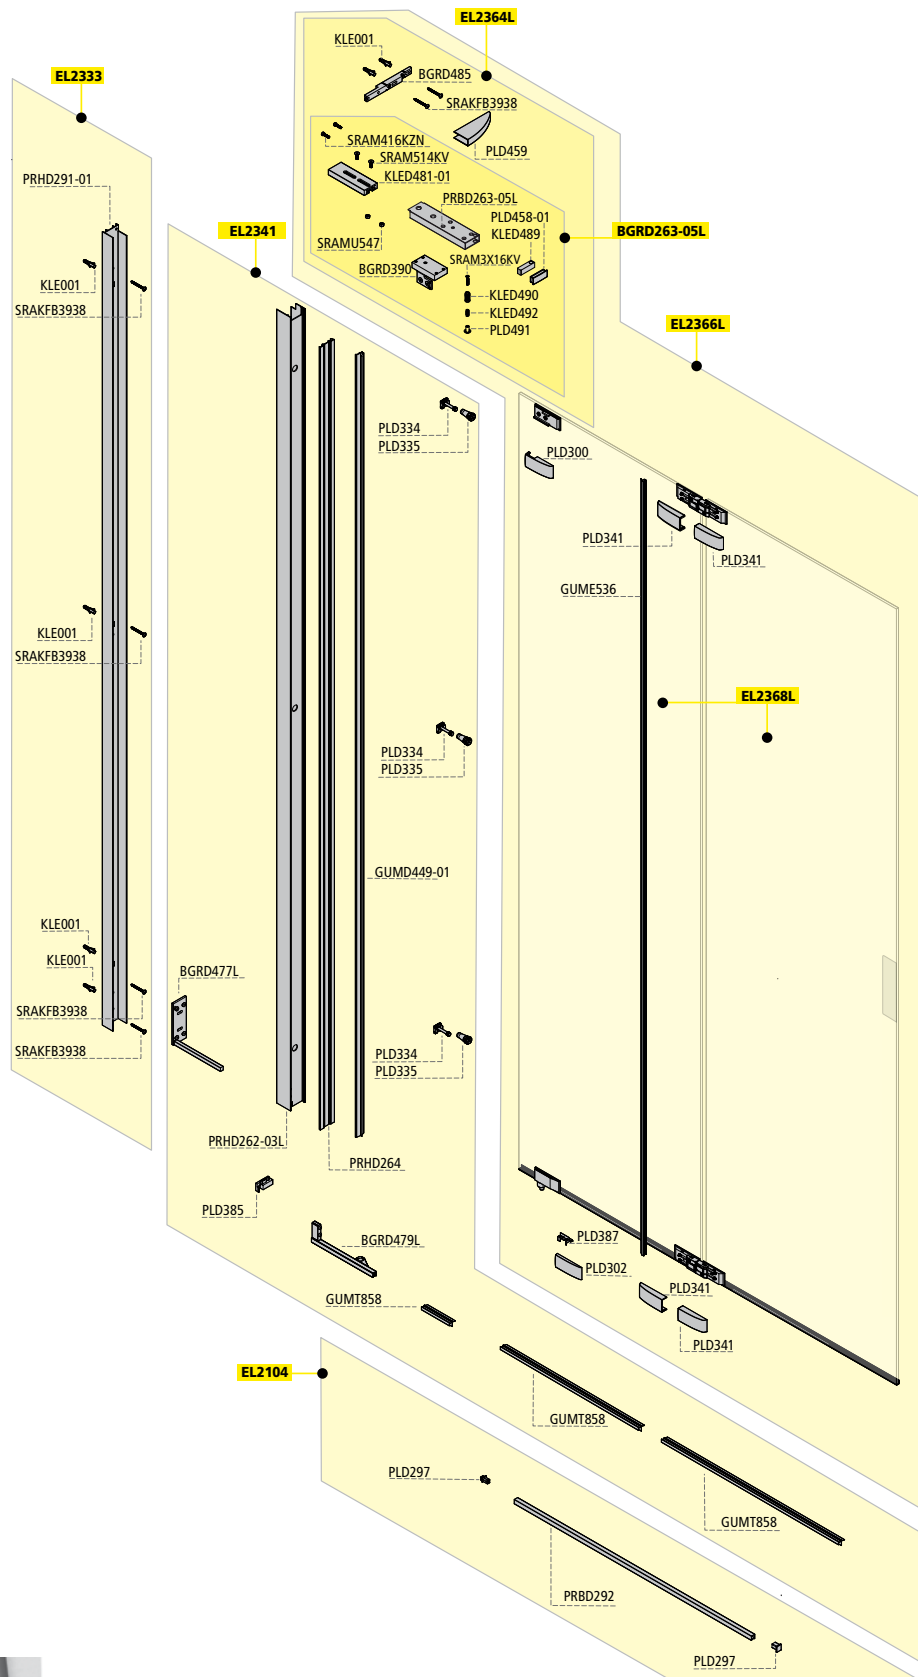 EL2364L
KLE001
BGRD485
EL2333
SRAKFB3938
SRAM416KZN
PLD459
SRAM514KV
KLED481-01
PRHD291-01
PRBD263-05L
PLD458-01
EL2341
KLED489
BGRD263-05L
SRAMU547
SRAM3X16KV
BGRD390
KLE001
KLED490
SRAKFB3938
KLED492
EL2366L
PLD491
PLD334
PLD335
PLD300
PLD341
PLD341
GUME536
KLE001
SRAKFB3938
EL2368L
PLD334
PLD335
GUMD449-01
KLE001
KLE001
BGRD477L
SRAKFB3938
SRAKFB3938
PLD334
PLD335
PRHD262-03L
PRHD264
PLD385
BGRD479L
PLD387
PLD302
PLD341
GUMT858
PLD341
EL2104
GUMT858
PLD297
GUMT858
PRBD292
PLD297